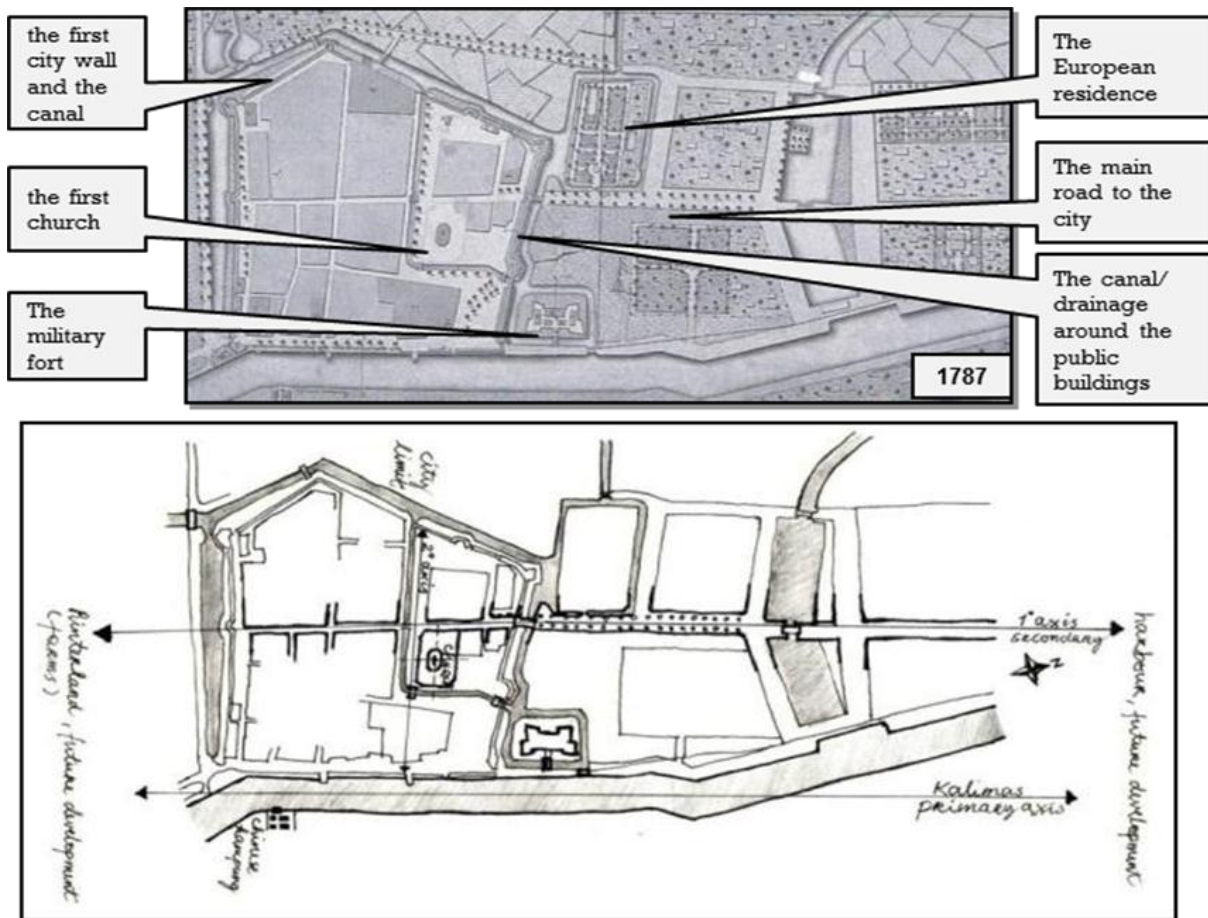 the first
city wall
and the
canal
the first
church
The
military
fort
The
European
residence
The main
road to the
city
The canal/
drainage
around the
public
buildings
1787
city
limit
2° axis
1° axis
secondary
N
harbour, future development
hinterland, future development
(farms)
Kalimas
primary axis
chinese
kampung